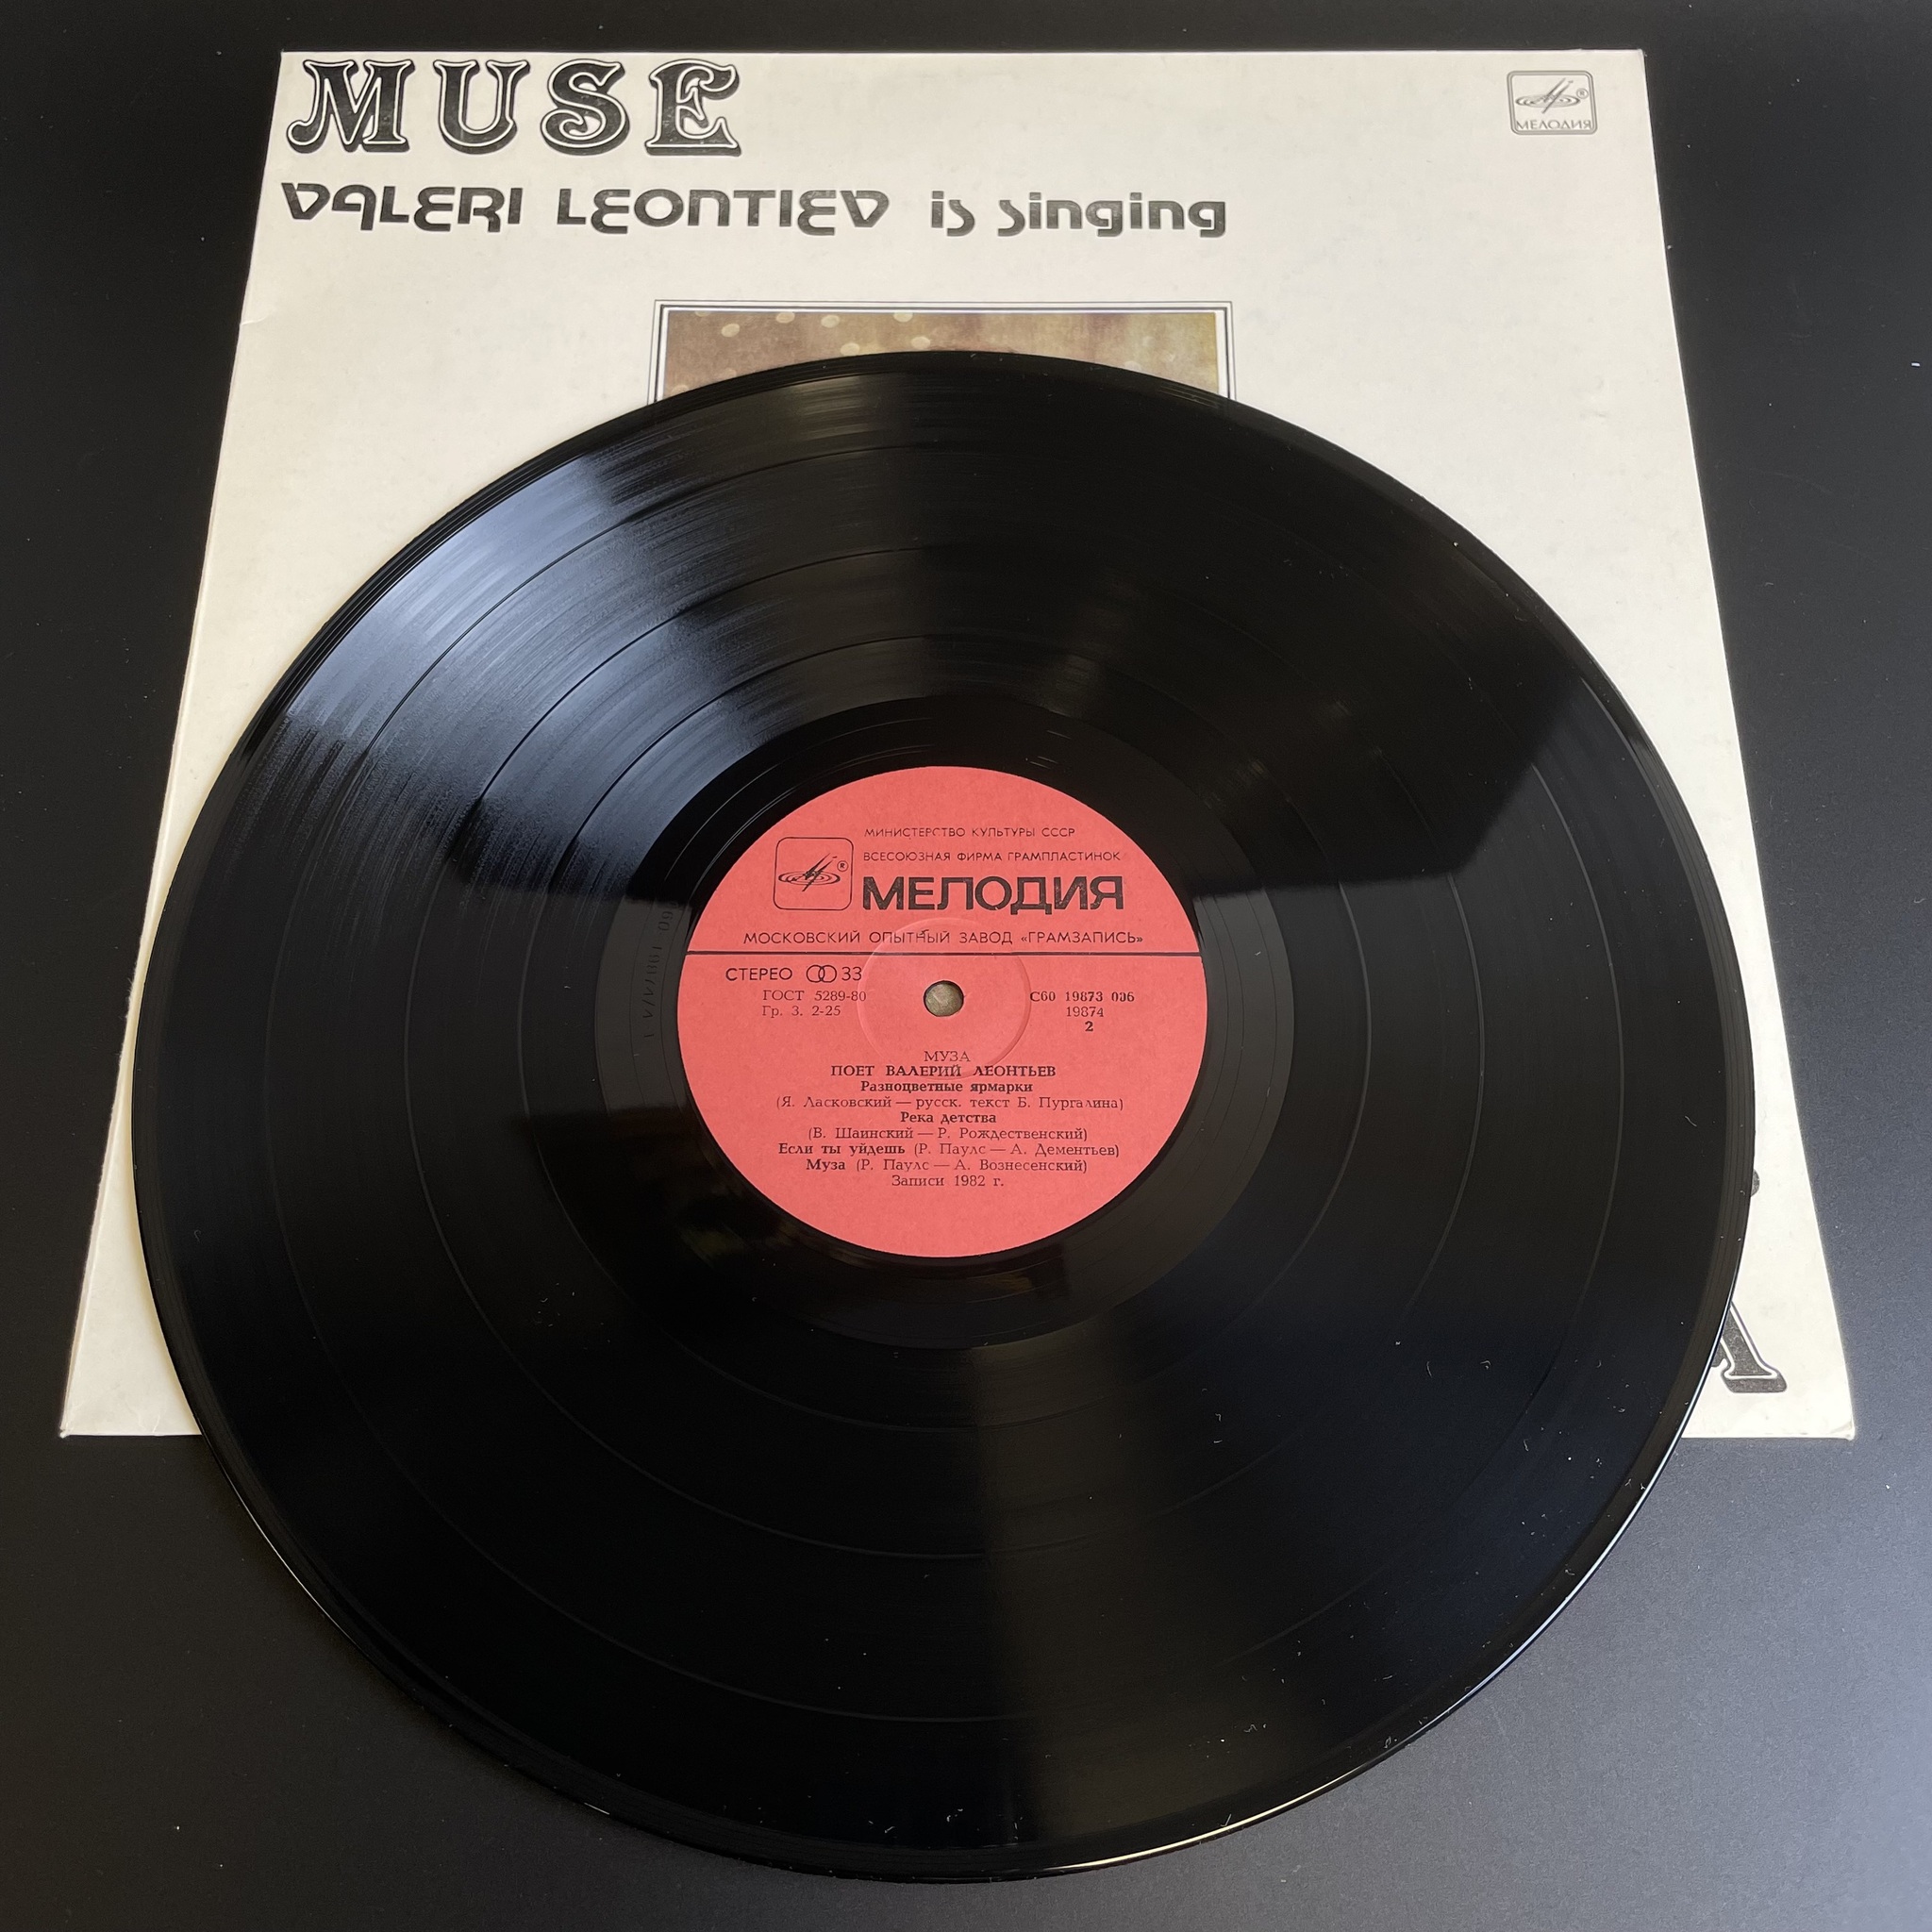 MUSE
VALERI LEONTIEV is singing
МЕЛОДИЯ
МИНИСТЕРСТВО КУЛЬТУРЫ СССР
ВСЕСОЮЗНАЯ ФИРМА ГРАМПЛАСТИНОК
МЕЛОДИЯ
МОСКОВСКИЙ ОПЫТНЫЙ ЗАВОД «ГРАМЗАПИСЬ»
СТЕРЕО 33
ГОСТ 5289-80 С60 19873 006
Гр. 3. 2-25 19874
2
МУЗА
ПОЕТ ВАЛЕРИЙ ЛЕОНТЬЕВ
Разноцветные ярмарки
(Я. Ласковский — русск. текст Б. Пургалина)
Река детства
(В. Шаинский — Р. Рождественский)
Если ты уйдешь (Р. Паулс — А. Дементьев)
Муза (Р. Паулс — А. Вознесенский)
Записи 1982 г.